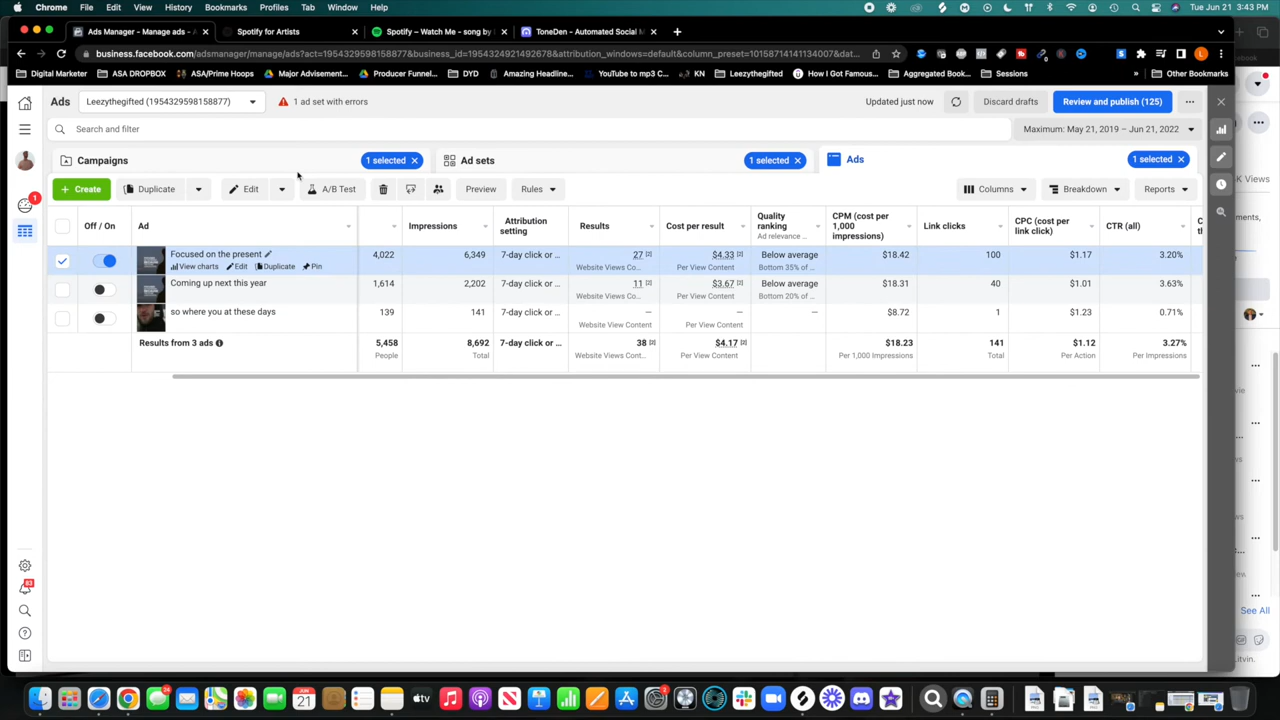 Chrome File Edit View History Bookmarks Profiles Tab Window Help Tue Jun 21 3:43 PM
Ads Manager - Manage ads - Spotify for Artists Spotify – Watch Me - song by ToneDen - Automated Social M
business.facebook.com/adsmanager/manage/ads?act=1954329598158877&business_id=1954324921492678&attribution_windows=default&column_preset=10158714141134007&dat...
Digital Marketer ASA DROPBOX ASA/Prime Hoops Major Advisement... Producer Funnel... DYD Amazing Headline... YouTube to mp3 C... KN Leezythegifted How I Got Famous... Aggregated Book... Sessions » Other Bookmarks
Ads Leezythegifted (1954329598158877) 1 ad set with errors Updated just now Discard drafts Review and publish (125)
Search and filter Maximum: May 21, 2019 – Jun 21, 2022
Campaigns 1 selected Ad sets 1 selected Ads 1 selected
+ Create Duplicate Edit A/B Test Preview Rules Columns Breakdown Reports
Off / On Ad Impressions Attribution setting Results Cost per result Quality ranking Ad relevance ... CPM (cost per 1,000 impressions) Link clicks CPC (cost per link click) CTR (all)
Focused on the present 4,022 6,349 7-day click or ... 27 [2] $4.33 [2] Below average $18.42 100 $1.17 3.20%
View charts Edit Duplicate Pin Website Views Co... Per View Content Bottom 35% of ...
Coming up next this year 1,614 2,202 7-day click or ... 11 [2] $3.67 [2] Below average $18.31 40 $1.01 3.63%
Website Views Co... Per View Content Bottom 20% of ...
so where you at these days 139 141 7-day click or ... — — — $8.72 1 $1.23 0.71%
Website View Content Per View Content
Results from 3 ads 5,458 8,692 7-day click or ... 38 [2] $4.17 [2] $18.23 141 $1.12 3.27%
People Total Website Views Cont... Per View Content Per 1,000 Impressions Total Per Action Per Impressions
K Views
See All
Litvin.
1
83